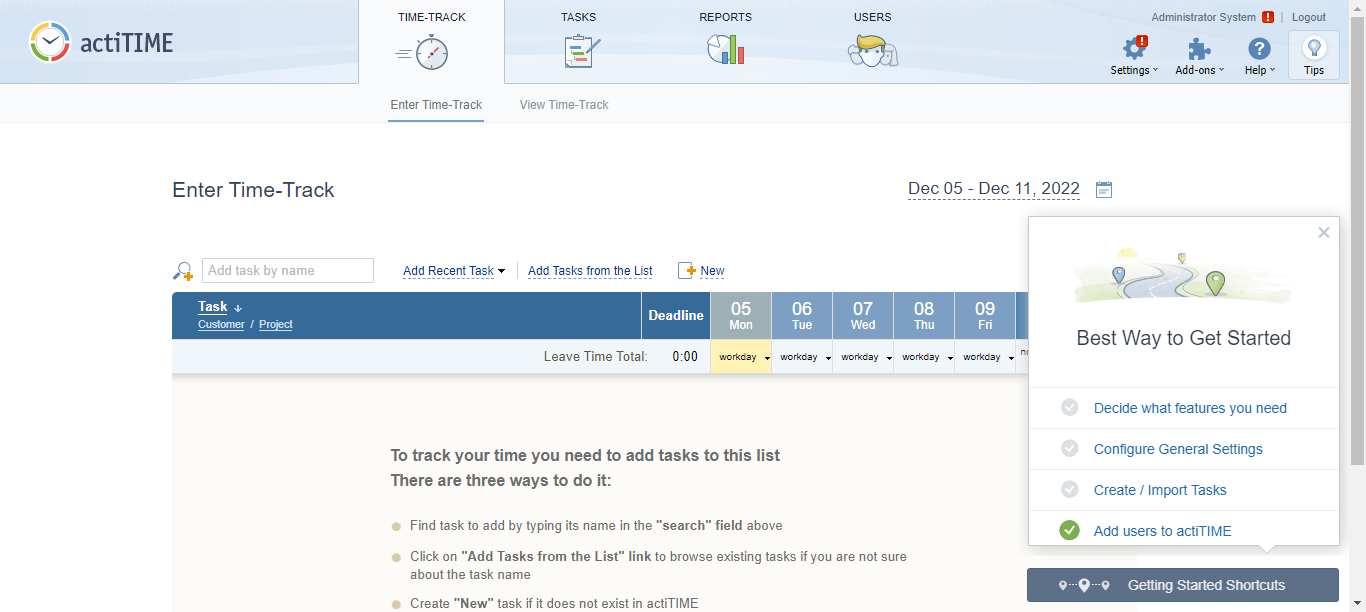 actiTIME
TIME-TRACK
TASKS
REPORTS
USERS
Administrator System ! | Logout
Settings
Add-ons
Help
Tips
Enter Time-Track
View Time-Track
Enter Time-Track
Dec 05 - Dec 11, 2022
Add task by name
Add Recent Task
Add Tasks from the List
New
Task ↓
Customer / Project
Deadline
05
Mon
06
Tue
07
Wed
08
Thu
09
Fri
Leave Time Total: 0:00
workday
workday
workday
workday
workday
To track your time you need to add tasks to this list
There are three ways to do it:
Find task to add by typing its name in the "search" field above
Click on "Add Tasks from the List" link to browse existing tasks if you are not sure
about the task name
Create "New" task if it does not exist in actiTIME
Best Way to Get Started
Decide what features you need
Configure General Settings
Create / Import Tasks
Add users to actiTIME
Getting Started Shortcuts